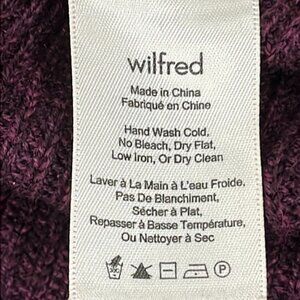 wilfred
Made in China
Fabriqué en Chine
Hand Wash Cold,
No Bleach, Dry Flat,
Low Iron, Or Dry Clean
Laver à La Main à L'eau Froide,
Pas De Blanchiment,
Sécher à Plat,
Repasser à Basse Température,
Ou Nettoyer à Sec
P